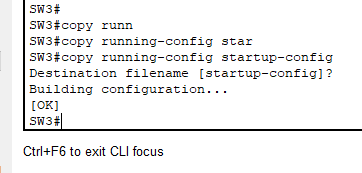 SW3#
SW3#copy runn
SW3#copy running-config star
SW3#copy running-config startup-config
Destination filename [startup-config]?
Building configuration...
[OK]
SW3#
Ctrl+F6 to exit CLI focus